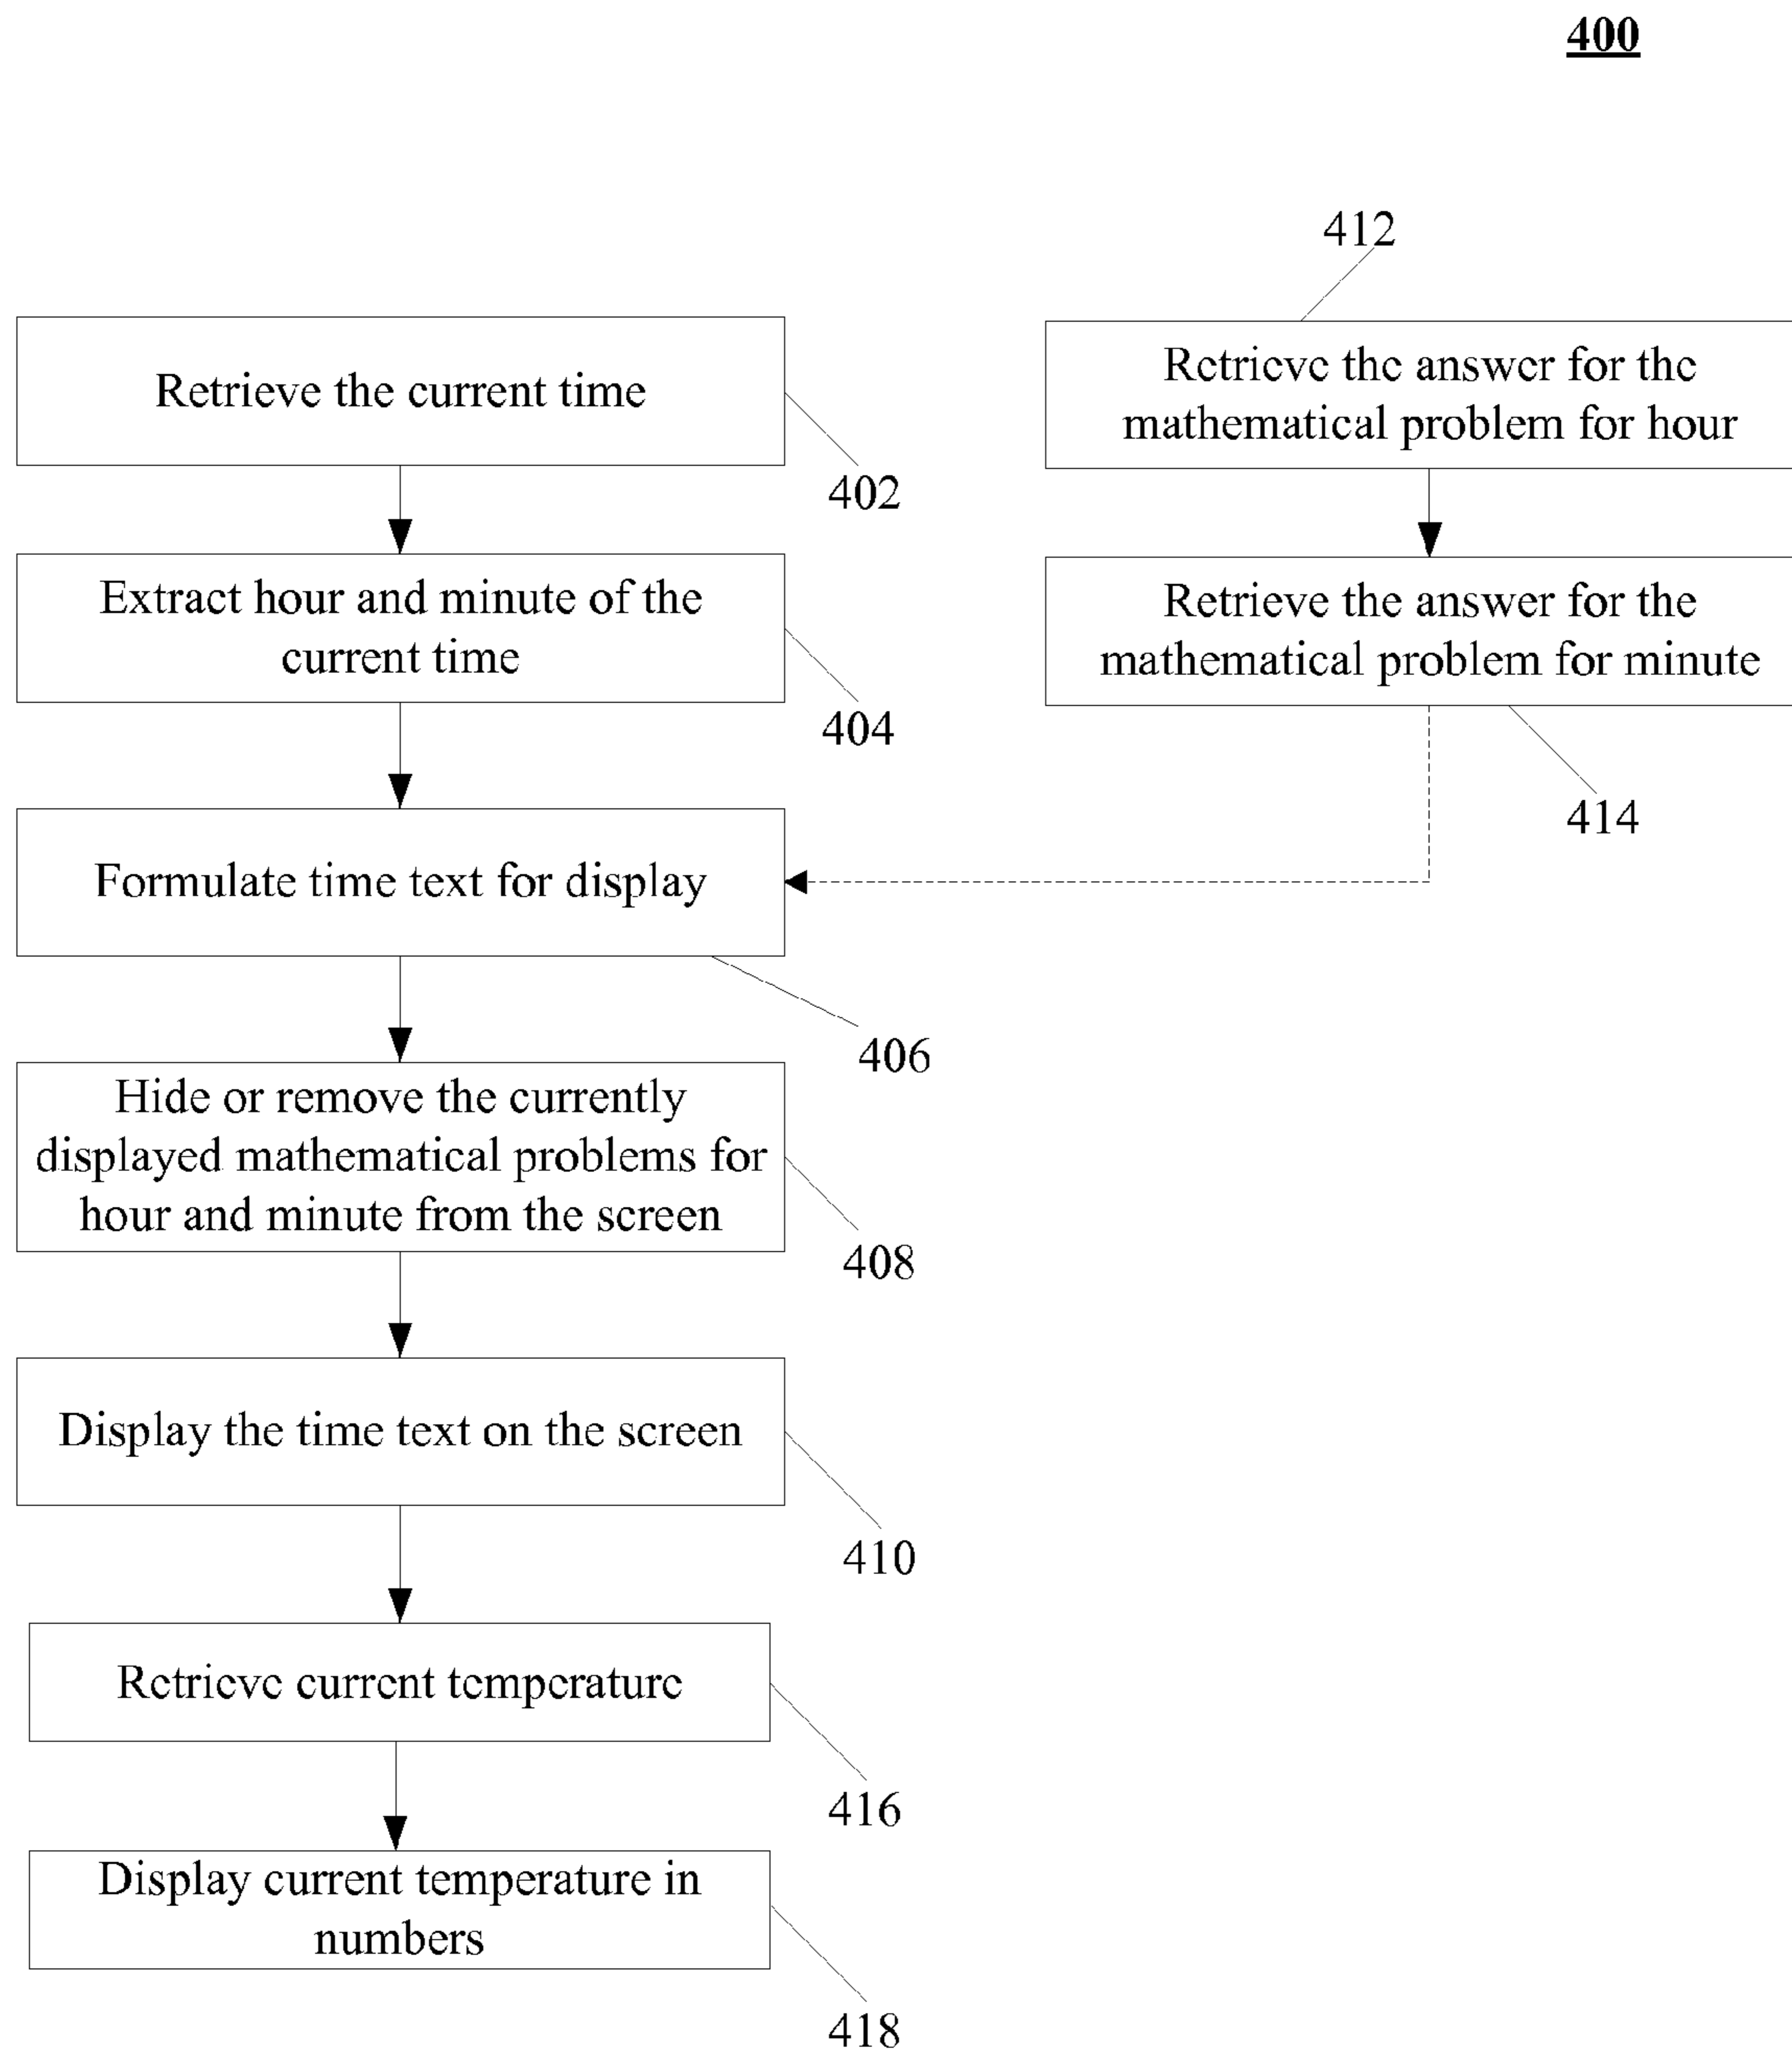 400
412
Retrieve the current time
402
Retrieve the answer for the
mathematical problem for hour
Extract hour and minute of the
current time
404
Retrieve the answer for the
mathematical problem for minute
414
Formulate time text for display
406
Hide or remove the currently
displayed mathematical problems for
hour and minute from the screen
408
Display the time text on the screen
410
Retrieve current temperature
416
Display current temperature in
numbers
418